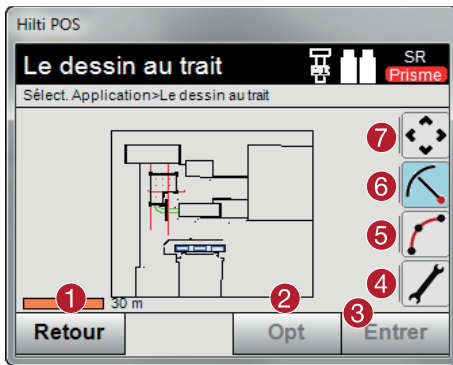 Hilti POS
Le dessin au trait
SR
Prisme
Sélect. Application>Le dessin au trait
7
6
5
4
1
30 m
2
3
Retour
Opt
Entrer